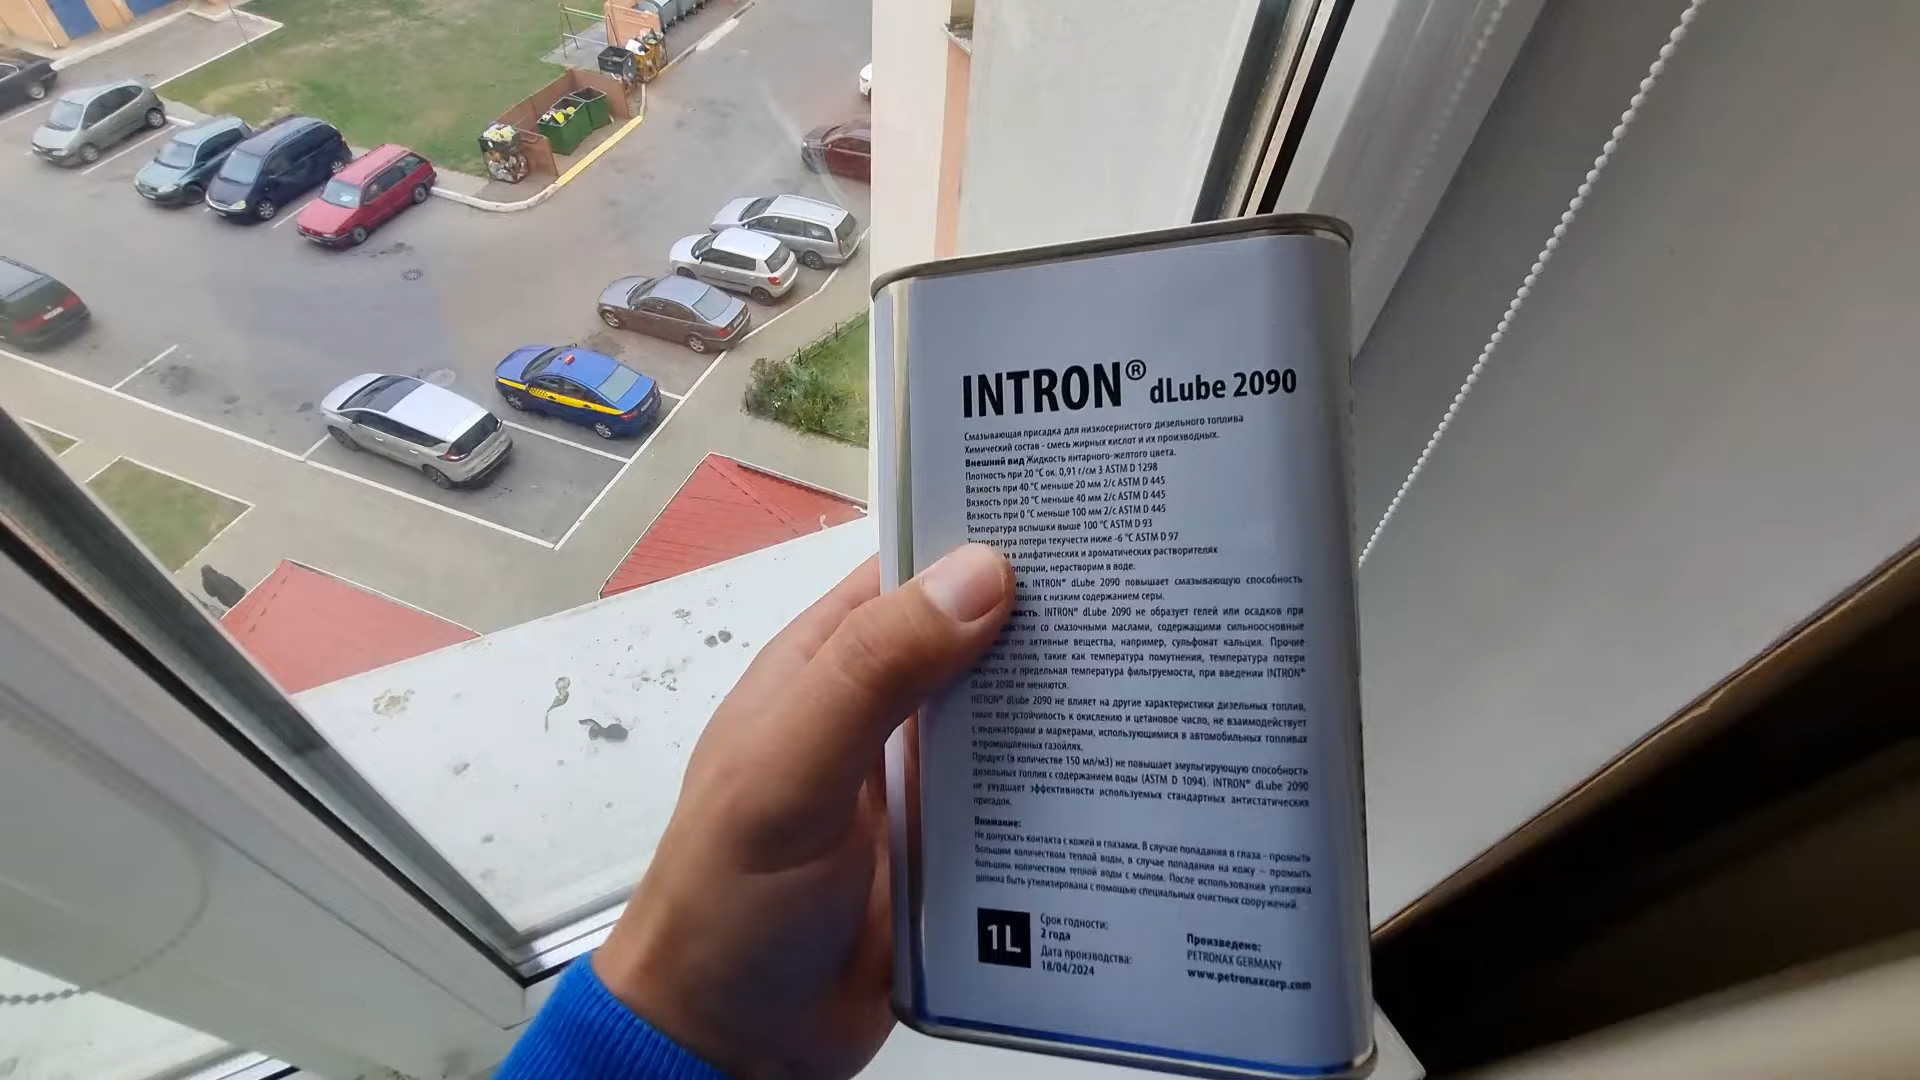 INTRON® dLube 2090
Смазывающая присадка для низкосернистого дизельного топлива
Химический состав - смесь жирных кислот и их производных.
Внешний вид Жидкость янтарного-желтого цвета.
Плотность при 20 °C ок. 0,91 г/см 3 ASTM D 1298
Вязкость при 40 °C меньше 20 мм 2/с ASTM D 445
Вязкость при 20 °C меньше 40 мм 2/с ASTM D 445
Вязкость при 0 °C меньше 100 мм 2/с ASTM D 445
Температура вспышки выше 100 °C ASTM D 93
Температура потери текучести ниже -6 °C ASTM D 97
в алифатических и ароматических растворителях
нерастворим в воде.
INTRON® dLube 2090 повышает смазывающую способность
с низким содержанием серы.
INTRON® dLube 2090 не образует гелей или осадков при
со смазочными маслами, содержащими сильноосновные
активные вещества, например, сульфонат кальция. Прочие
топлив, такие как температура помутнения, температура потери
текучести и предельная температура фильтруемости, при введении INTRON®
dLube 2090 не меняются.
INTRON® dLube 2090 не влияет на другие характеристики дизельных топлив,
такие как устойчивость к окислению и цетановое число, не взаимодействует
с индикаторами и маркерами, использующимися в автомобильных топливах
и промышленных газойлях.
Продукт (в количестве 150 мл/м3) не повышает эмульгирующую способность
дизельных топлив с содержанием воды (ASTM D 1094). INTRON® dLube 2090
не ухудшает эффективности используемых стандартных антистатических
присадок.
Внимание:
Не допускать контакта с кожей и глазами. В случае попадания в глаза - промыть
большим количеством теплой воды, в случае попадания на кожу – промыть
большим количеством теплой воды с мылом. После использования упаковка
должна быть утилизирована с помощью специальных очистных сооружений.
1L
Срок годности:
2 года
Дата производства:
18/04/2024
Произведено:
PETRONAX GERMANY
www.petronaxcorp.com